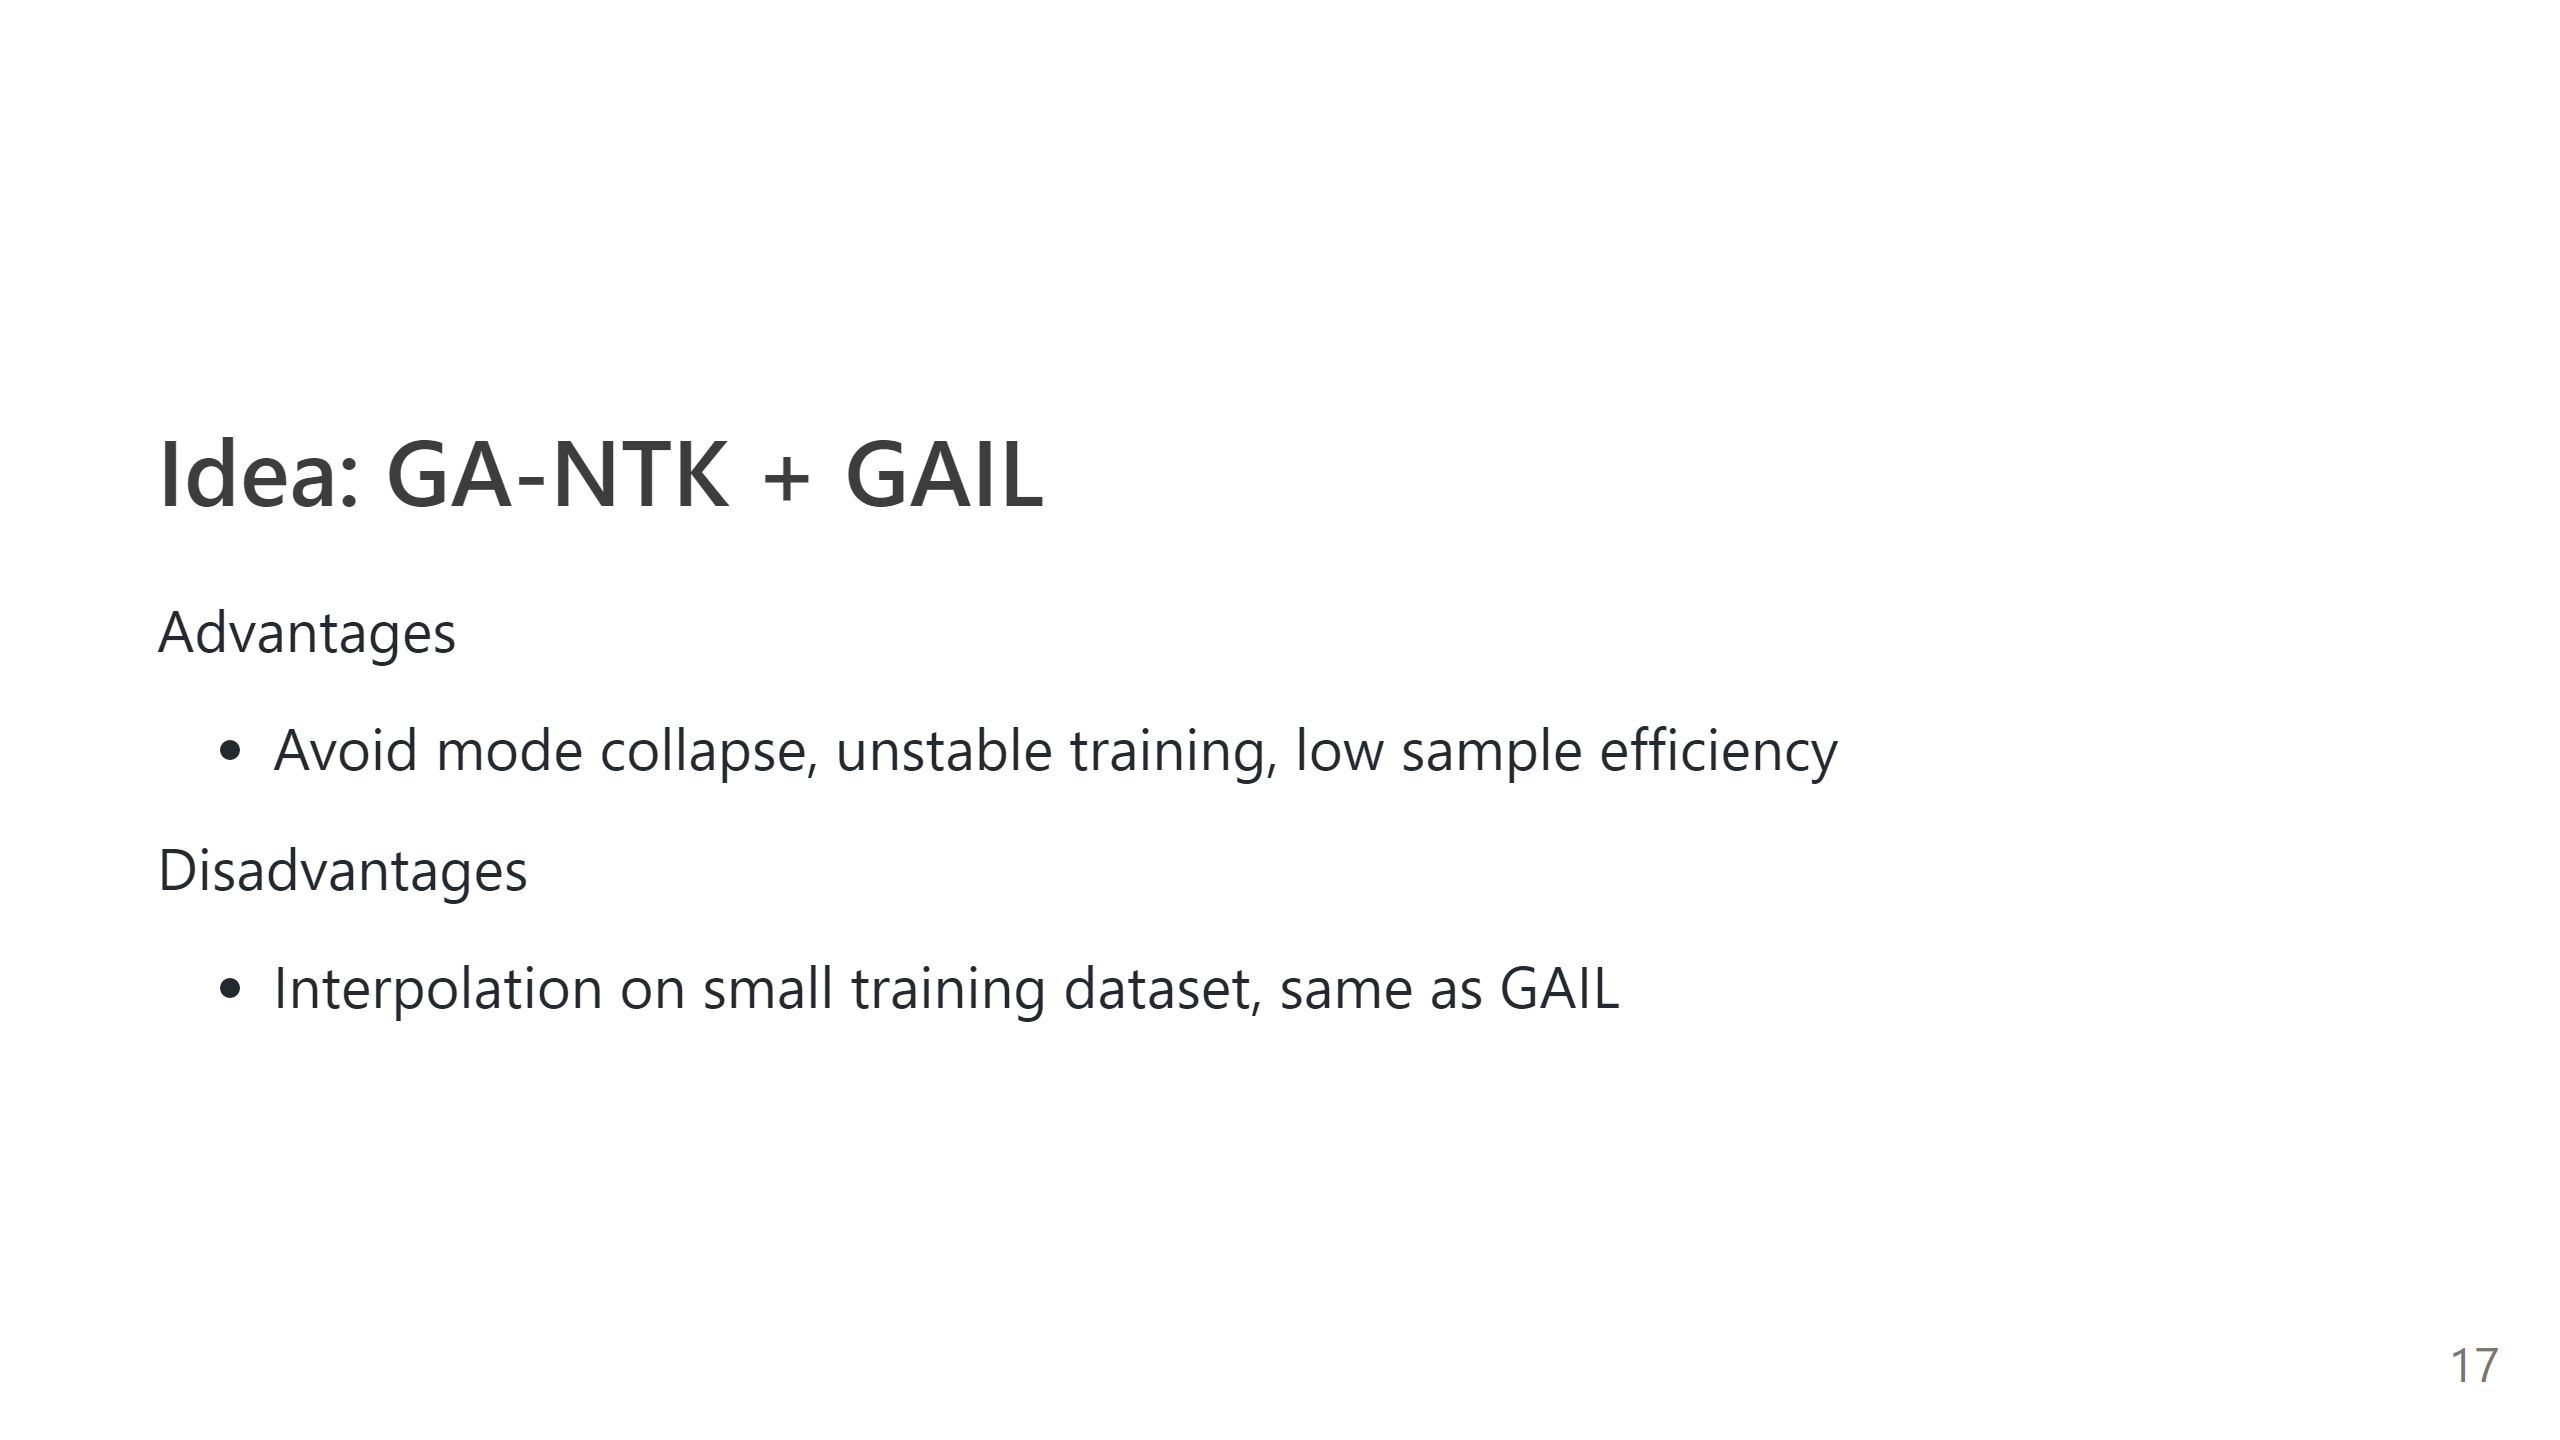 Idea: GA-NTK + GAIL
Advantages
• Avoid mode collapse, unstable training, low sample efficiency
Disadvantages
• Interpolation on small training dataset, same as GAIL
17